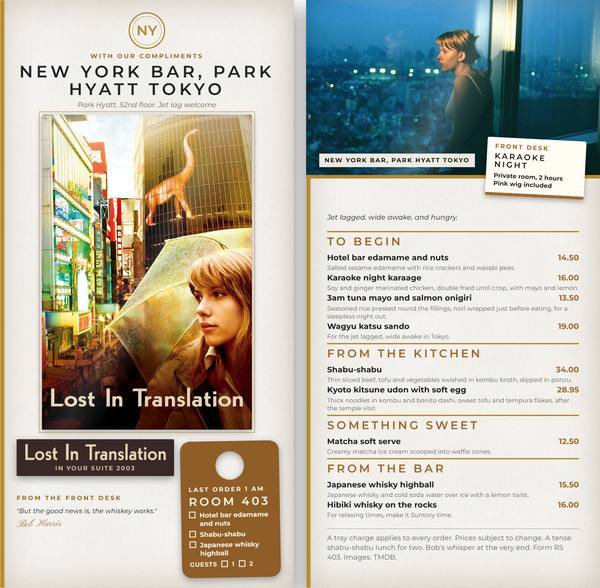 NY
WITH OUR COMPLIMENTS
NEW YORK BAR, PARK
HYATT TOKYO
Park Hyatt, 52nd floor. Jet lag welcome
Lost In Translation
Lost In Translation
IN YOUR SUITE 2003
FROM THE FRONT DESK
"But the good news is, the whiskey works."
Bob Harris
LAST ORDER 1 AM
ROOM 403
Hotel bar edamame
and nuts
Shabu-shabu
Japanese whisky
highball
GUESTS 1 2
NEW YORK BAR, PARK HYATT TOKYO
FRONT DESK
KARAOKE
NIGHT
Private room, 2 hours
Pink wig included
Jet lagged, wide awake, and hungry.
TO BEGIN
Hotel bar edamame and nuts 14.50
Salted sesame edamame with rice crackers and wasabi peas.
Karaoke night karaage 16.00
Soy and ginger marinated chicken, double fried until crisp, with mayo and lemon.
3am tuna mayo and salmon onigiri 13.50
Seasoned rice pressed round the fillings, nori wrapped just before eating, for a
sleepless night out.
Wagyu katsu sando 19.00
For the jet lagged, wide awake in Tokyo.
FROM THE KITCHEN
Shabu-shabu 34.00
Thin sliced beef, tofu and vegetables swished in kombu broth, dipped in ponzu.
Kyoto kitsune udon with soft egg 28.95
Thick noodles in kombu and bonito dashi, sweet tofu and tempura flakes, after
the temple visit.
SOMETHING SWEET
Matcha soft serve 12.50
Creamy matcha ice cream scooped into waffle cones.
FROM THE BAR
Japanese whisky highball 15.50
Japanese whisky and cold soda water over ice with a lemon twist.
Hibiki whisky on the rocks 16.00
For relaxing times, make it Suntory time.
A tray charge applies to every order. Prices subject to change. A tense
shabu-shabu lunch for two. Bob's whisper at the very end. Form RS
403. Images: TMDB.